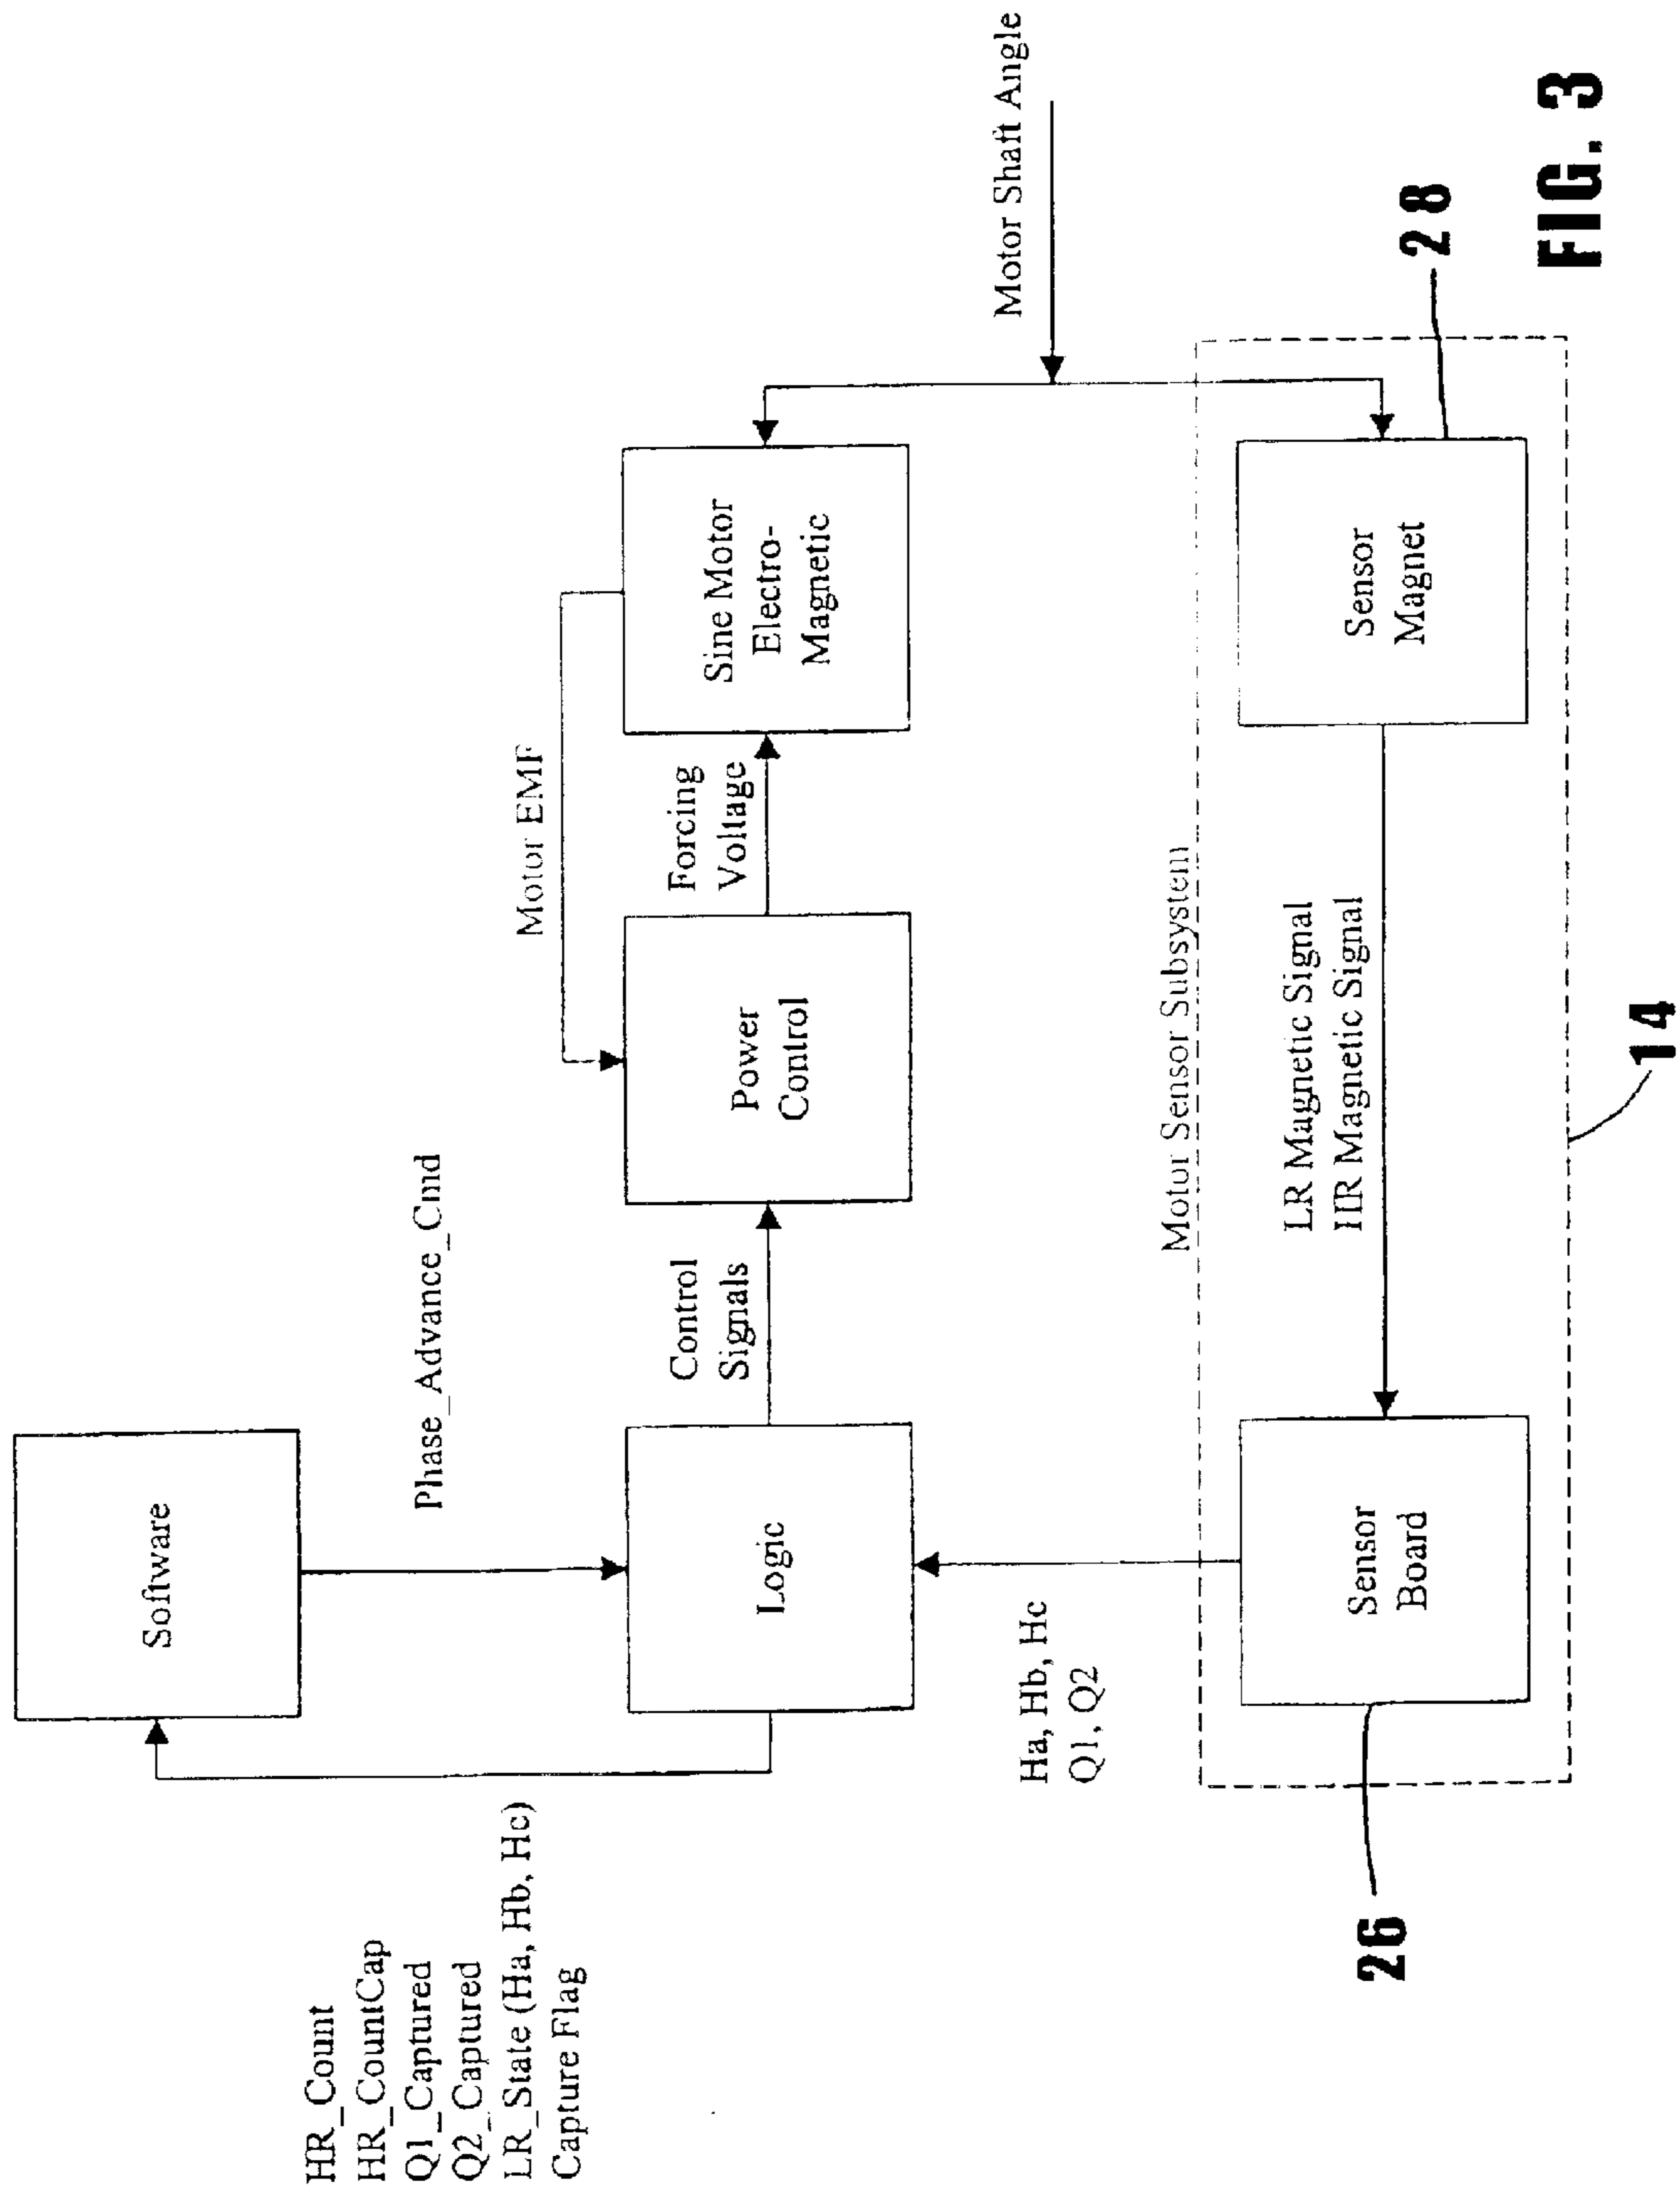 Software
HR_Count
HR_CountCap
Q1_Captured
Q2_Captured
LR_State (Ha, Hb, Hc)
Capture Flag
Phase_Advance_Cmd
Motor EMF
Logic
Control
Signals
Power
Control
Forcing
Voltage
Sine Motor
Electro-
Magnetic
Motor Shaft Angle
Ha, Hb, Hc
Q1, Q2
Motor Sensor Subsystem
Sensor
Board
LR Magnetic Signal
HR Magnetic Signal
Sensor
Magnet
26
28
14
FIG. 3